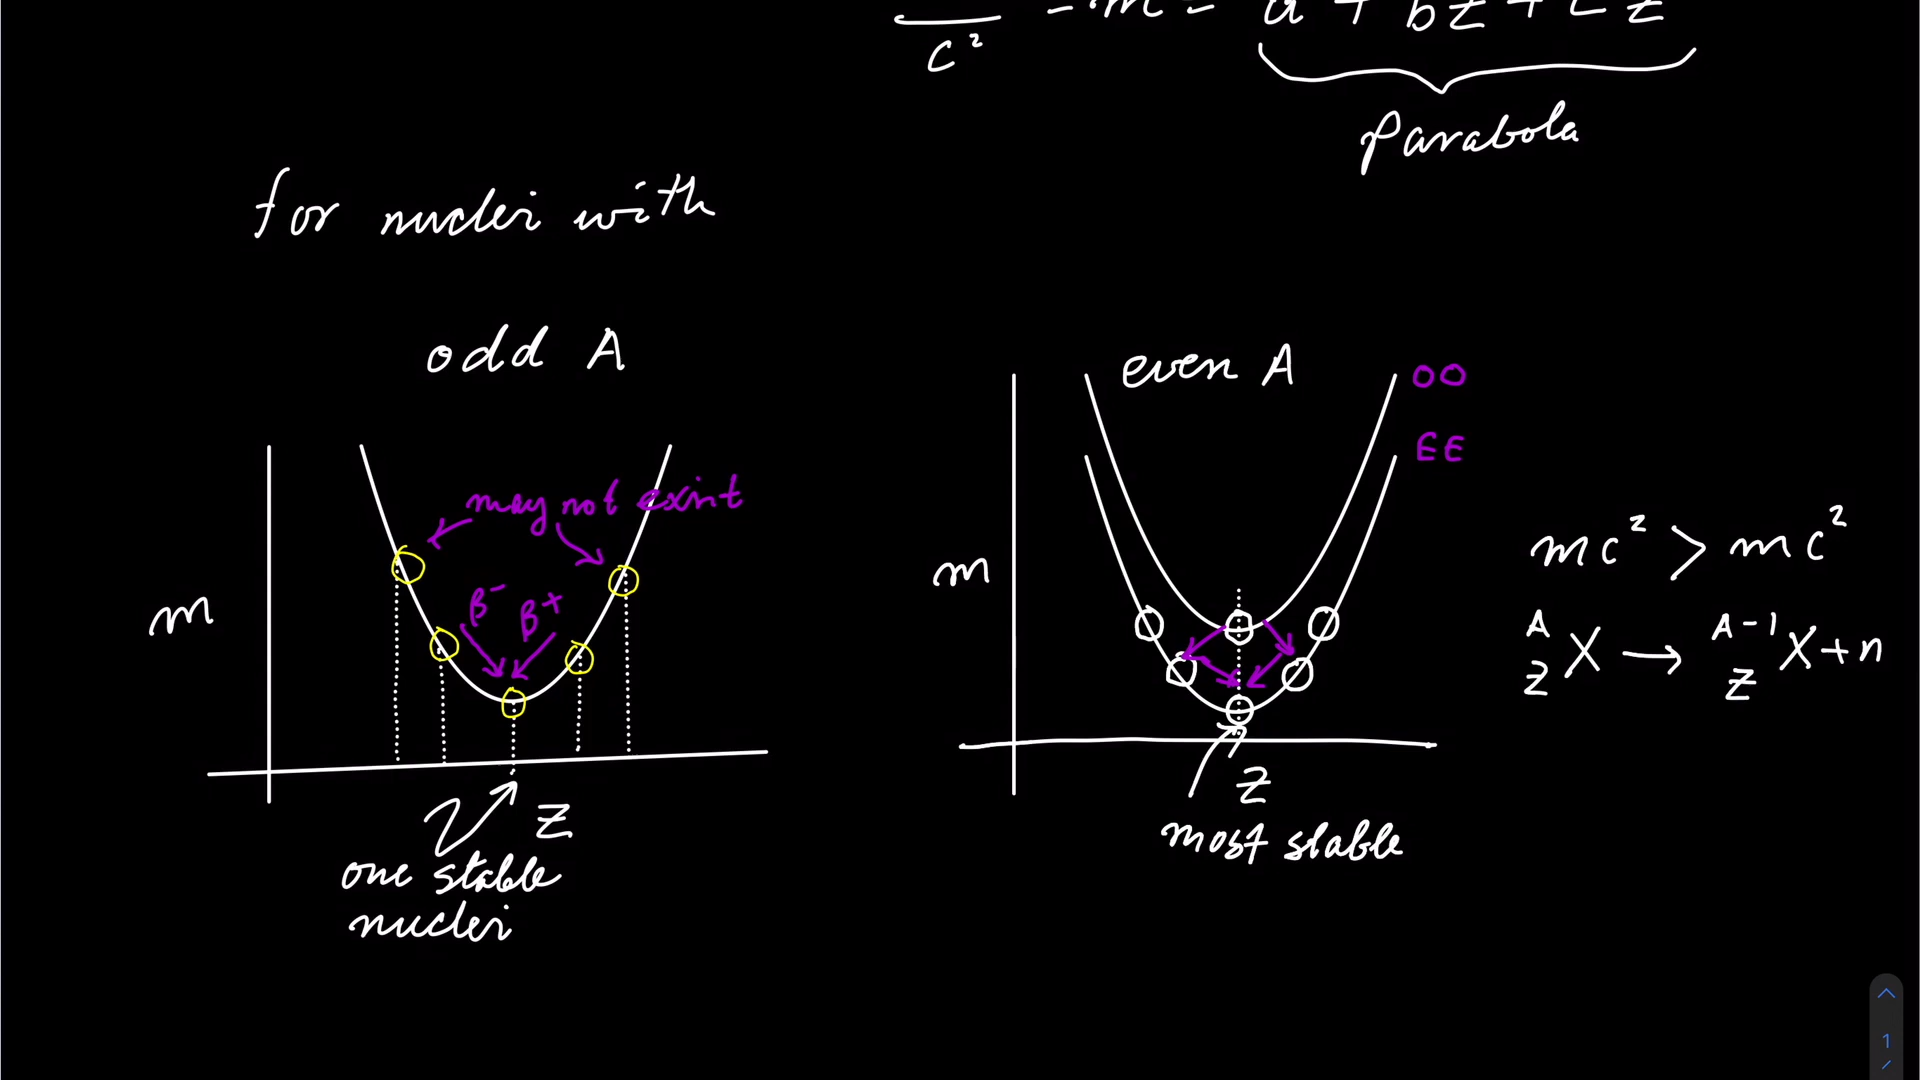 c²
Parabola
for nuclei with
odd A
even A
OO
EE
may not exist
β⁻ β⁺
m
m
mc² > mc²
ᴬ_Z X → ᴬ⁻¹_Z X + n
Z
one stable
nuclei
Z
most stable
1